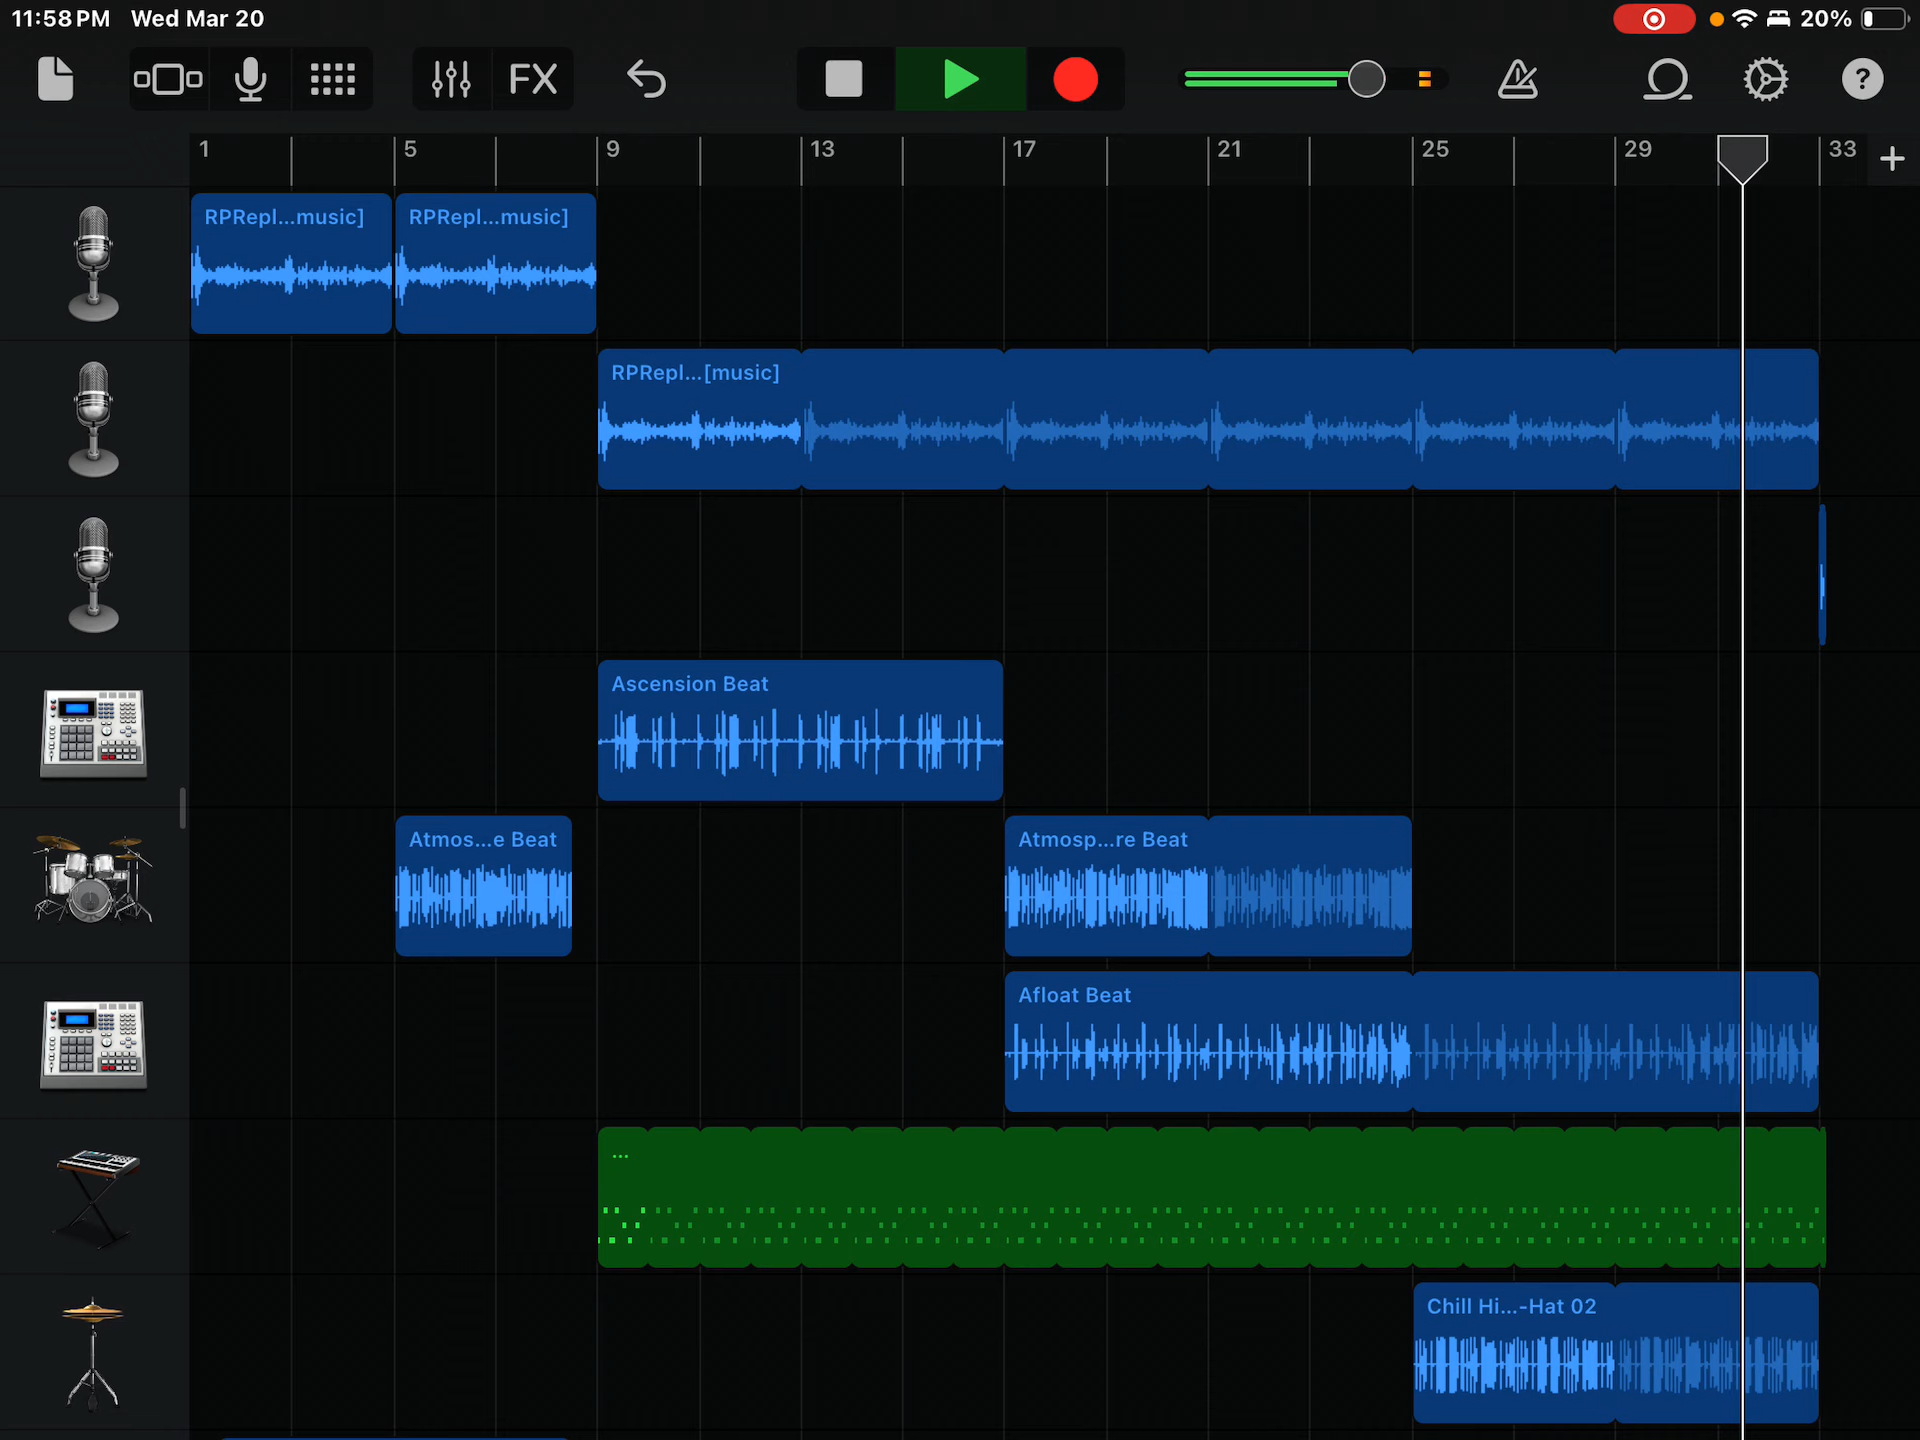 11:58 PM Wed Mar 20 20%
FX ?
1 5 9 13 17 21 25 29 33 +
RPRepl...music] RPRepl...music]
RPRepl...[music]
Ascension Beat
Atmos...e Beat Atmosp...re Beat
Afloat Beat
...
Chill Hi...-Hat 02